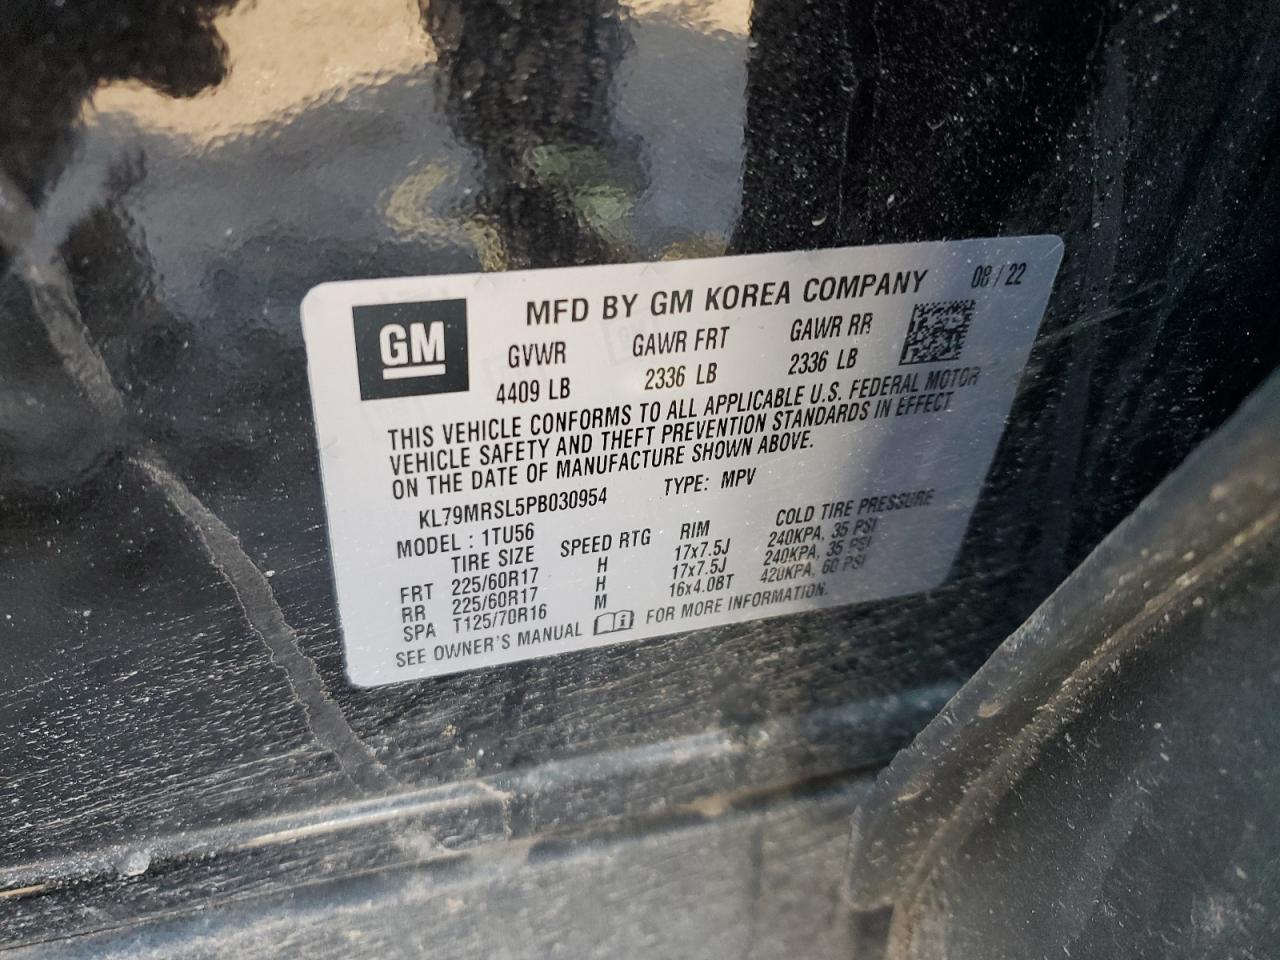 MFD BY GM KOREA COMPANY 08 / 22
GM
GVWR GAWR FRT GAWR RR
4409 LB 2336 LB 2336 LB
THIS VEHICLE CONFORMS TO ALL APPLICABLE U.S. FEDERAL MOTOR
VEHICLE SAFETY AND THEFT PREVENTION STANDARDS IN EFFECT
ON THE DATE OF MANUFACTURE SHOWN ABOVE.
KL79MRSL5PB030954 TYPE: MPV
MODEL : 1TU56
TIRE SIZE SPEED RTG RIM COLD TIRE PRESSURE
FRT 225/60R17 H 17x7.5J 240KPA, 35 PSI
RR 225/60R17 H 17x7.5J 240KPA, 35 PSI
SPA T125/70R16 M 16x4.0BT 420KPA, 60 PSI
SEE OWNER'S MANUAL FOR MORE INFORMATION.